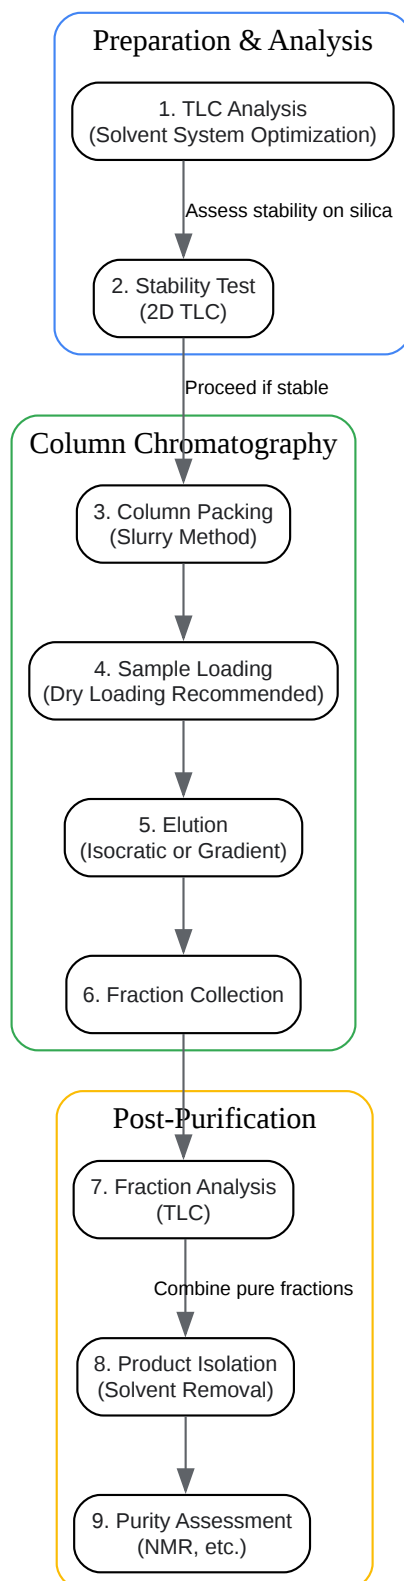 Preparation & Analysis
1. TLC Analysis
(Solvent System Optimization)
Assess stability on silica
2. Stability Test
(2D TLC)
Proceed if stable
Column Chromatography
3. Column Packing
(Slurry Method)
4. Sample Loading
(Dry Loading Recommended)
5. Elution
(Isocratic or Gradient)
6. Fraction Collection
Post-Purification
7. Fraction Analysis
(TLC)
Combine pure fractions
8. Product Isolation
(Solvent Removal)
9. Purity Assessment
(NMR, etc.)